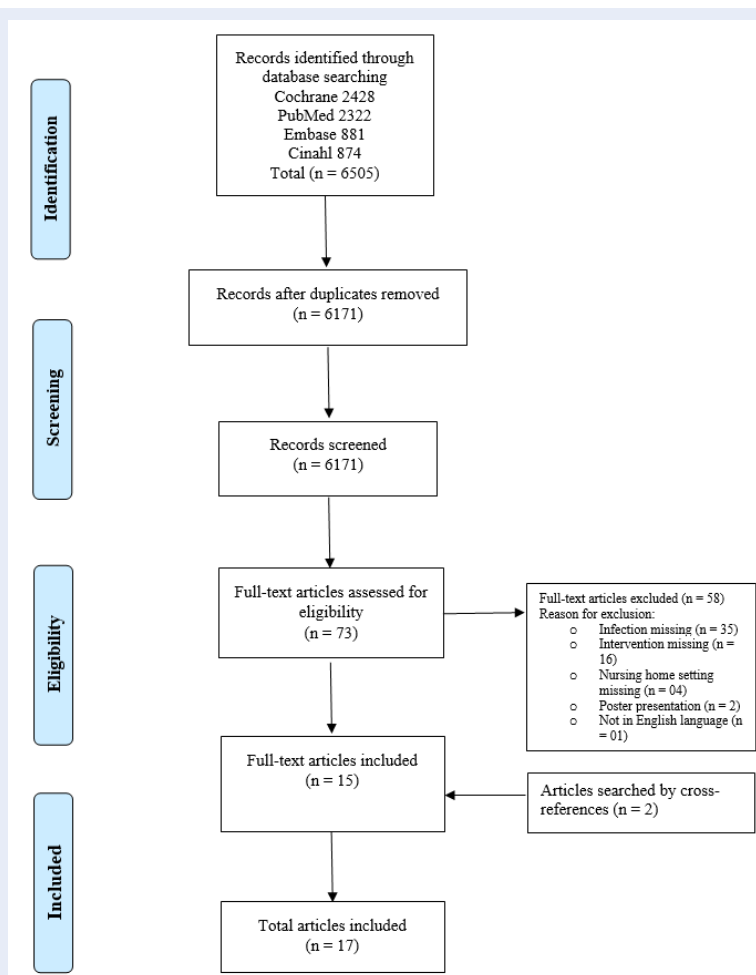 Records identified through
database searching
Cochrane 2428
PubMed 2322
Embase 881
Cinahl 874
Total (n = 6505)
Identification
Records after duplicates removed
(n = 6171)
Screening
Records screened
(n = 6171)
Eligibility
Full-text articles assessed for
eligibility
(n = 73)
Full-text articles excluded (n = 58)
Reason for exclusion:
o Infection missing (n = 35)
o Intervention missing (n =
16)
o Nursing home setting
missing (n = 04)
o Poster presentation (n = 2)
o Not in English language (n
= 01)
Full-text articles included
(n = 15)
Articles searched by cross-
references (n = 2)
Included
Total articles included
(n = 17)